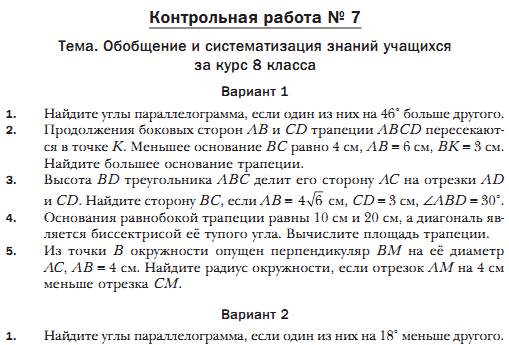 Контрольная работа № 7
Тема. Обобщение и систематизация знаний учащихся
за курс 8 класса
Вариант 1
1. Найдите углы параллелограмма, если один из них на 46° больше другого.
2. Продолжения боковых сторон AB и CD трапеции ABCD пересекают-
ся в точке K. Меньшее основание BC равно 4 см, AB = 6 см, BK = 3 см.
Найдите большее основание трапеции.
3. Высота BD треугольника ABC делит его сторону AC на отрезки AD
и CD. Найдите сторону BC, если AB = 4√6 см, CD = 3 см, ∠ABD = 30°.
4. Основания равнобокой трапеции равны 10 см и 20 см, а диагональ яв-
ляется биссектрисой её тупого угла. Вычислите площадь трапеции.
5. Из точки B окружности опущен перпендикуляр BM на её диаметр
AC, AB = 4 см. Найдите радиус окружности, если отрезок AM на 4 см
меньше отрезка CM.
Вариант 2
1. Найдите углы параллелограмма, если один из них на 18° меньше другого.